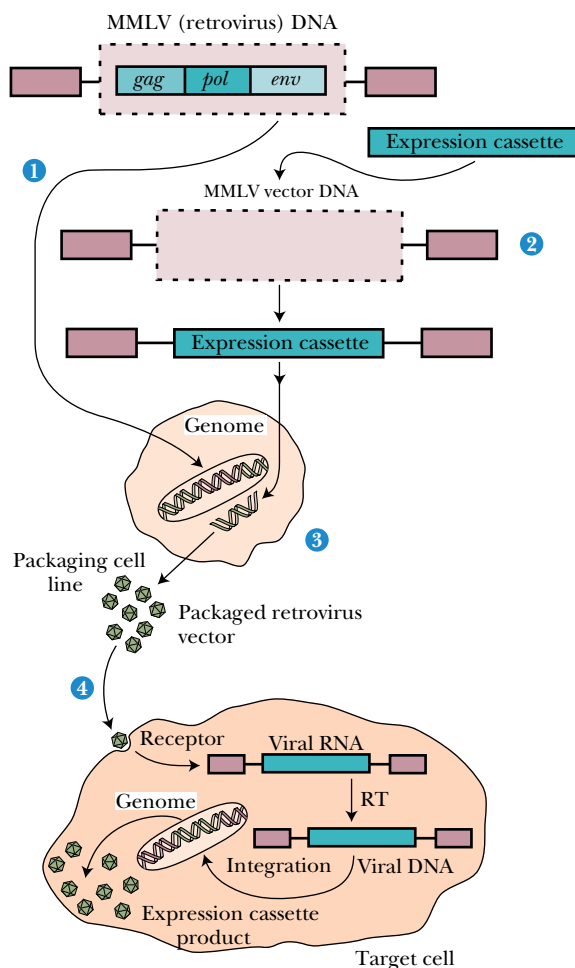 MMLV (retrovirus) DNA
gag pol env
Expression cassette
1
MMLV vector DNA
2
Expression cassette
Genome
3
Packaging cell
line
Packaged retrovirus
vector
4
Receptor
Viral RNA
RT
Genome
Integration
Viral DNA
Expression cassette
product
Target cell